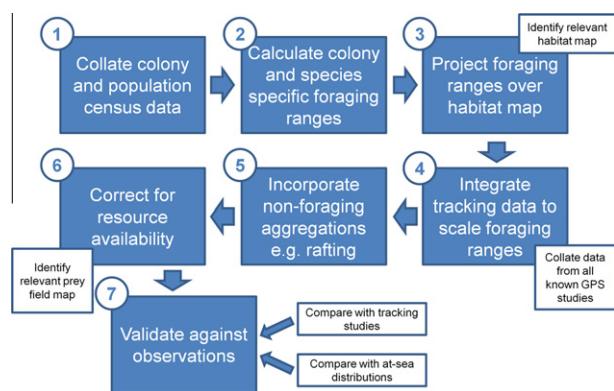 1
Collate colony
and population
census data
2
Calculate colony
and species
specific foraging
ranges
Identify relevant
habitat map
3
Project foraging
ranges over
habitat map
4
Integrate
tracking data to
scale foraging
ranges
Collate data
from all
known GPS
studies
5
Incorporate
non-foraging
aggregations
e.g. rafting
6
Correct for
resource
availability
Identify
relevant prey
field map
7
Validate against
observations
Compare with tracking
studies
Compare with at-sea
distributions